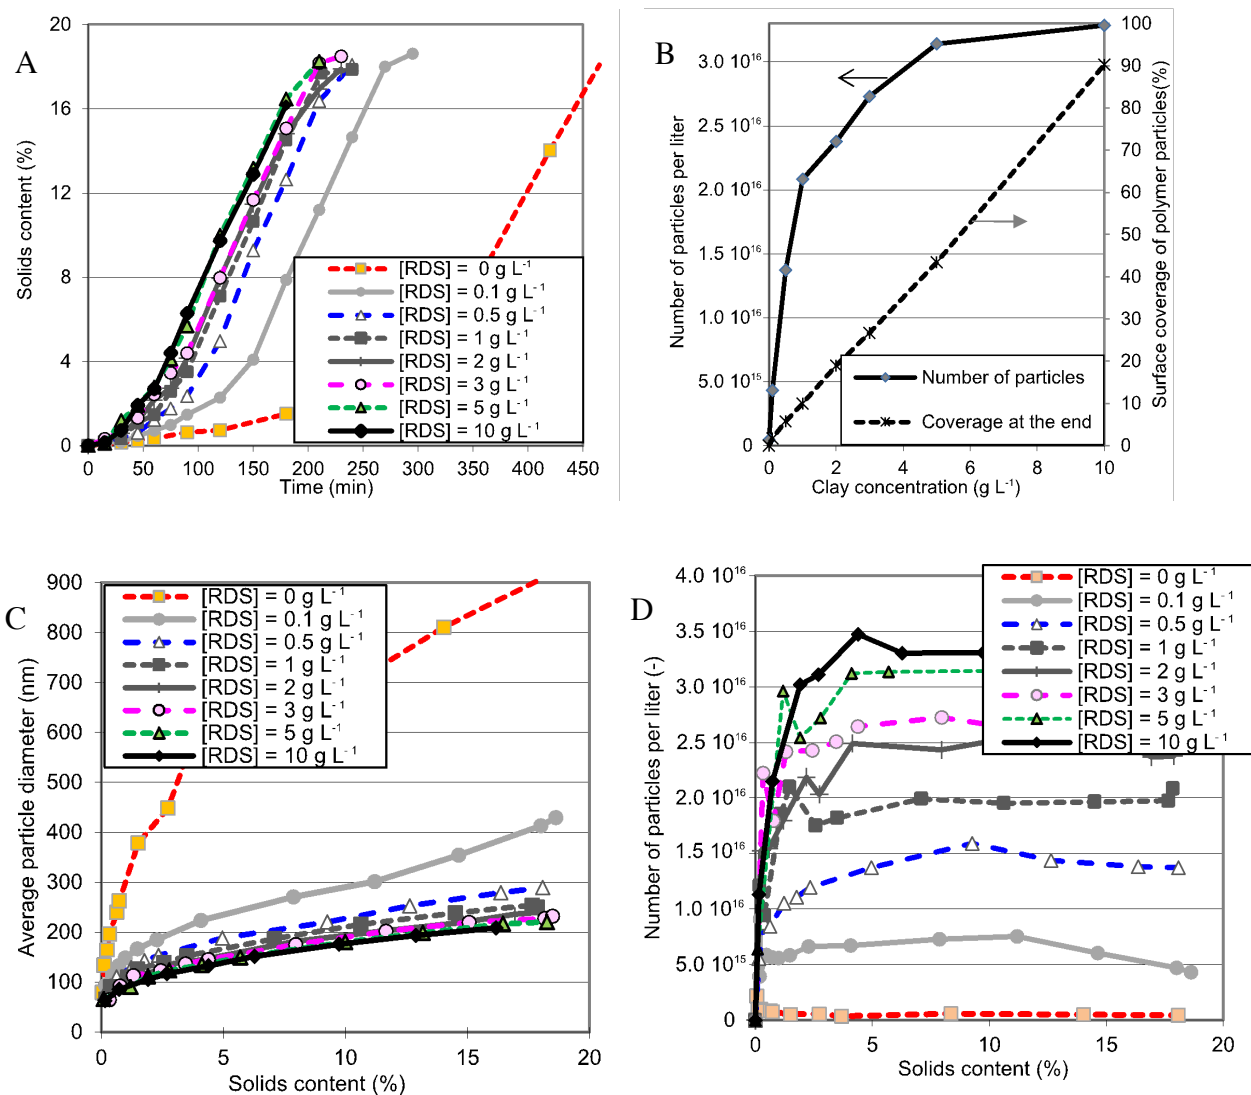 A
20
16
12
8
4
0
Solids content (%)
0 50 100 150 200 250 300 350 400 450
Time (min)
[RDS] = 0 g L⁻¹
[RDS] = 0.1 g L⁻¹
[RDS] = 0.5 g L⁻¹
[RDS] = 1 g L⁻¹
[RDS] = 2 g L⁻¹
[RDS] = 3 g L⁻¹
[RDS] = 5 g L⁻¹
[RDS] = 10 g L⁻¹
B
3.0 10¹⁶
2.5 10¹⁶
2.0 10¹⁶
1.5 10¹⁶
1.0 10¹⁶
5.0 10¹⁵
0
Number of particles per liter
100
90
80
70
60
50
40
30
20
10
0
Surface coverage of polymer particles(%)
Number of particles
Coverage at the end
0 2 4 6 8 10
Clay concentration (g L⁻¹)
C
900
800
700
600
500
400
300
200
100
0
Average particle diameter (nm)
[RDS] = 0 g L⁻¹
[RDS] = 0.1 g L⁻¹
[RDS] = 0.5 g L⁻¹
[RDS] = 1 g L⁻¹
[RDS] = 2 g L⁻¹
[RDS] = 3 g L⁻¹
[RDS] = 5 g L⁻¹
[RDS] = 10 g L⁻¹
0 5 10 15 20
Solids content (%)
D
4.0 10¹⁶
3.5 10¹⁶
3.0 10¹⁶
2.5 10¹⁶
2.0 10¹⁶
1.5 10¹⁶
1.0 10¹⁶
5.0 10¹⁵
0
Number of particles per liter (-)
[RDS] = 0 g L⁻¹
[RDS] = 0.1 g L⁻¹
[RDS] = 0.5 g L⁻¹
[RDS] = 1 g L⁻¹
[RDS] = 2 g L⁻¹
[RDS] = 3 g L⁻¹
[RDS] = 5 g L⁻¹
[RDS] = 10 g L⁻¹
0 5 10 15 20
Solids content (%)